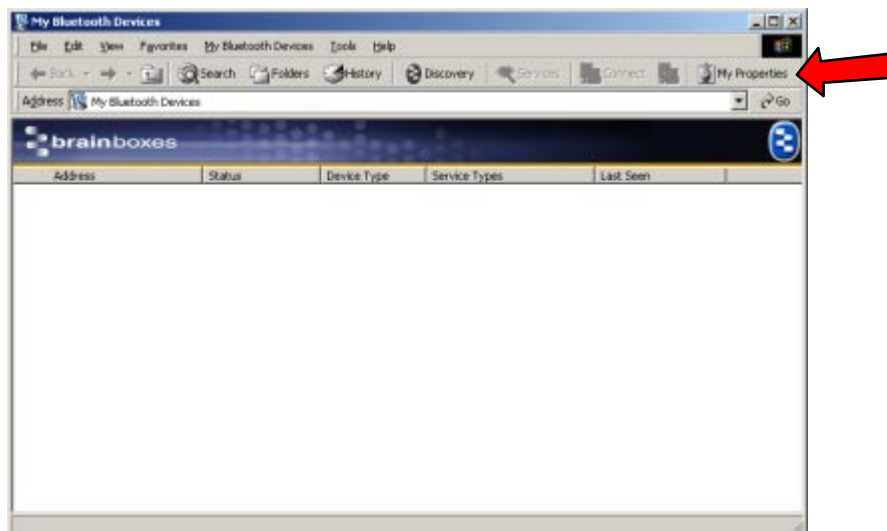 My Bluetooth Devices
File Edit View Favorites My Bluetooth Devices Tools Help
Back Search Folders History Discovery Services Connect My Properties
Address My Bluetooth Devices Go
brainboxes
Address Status Device Type Service Types Last Seen